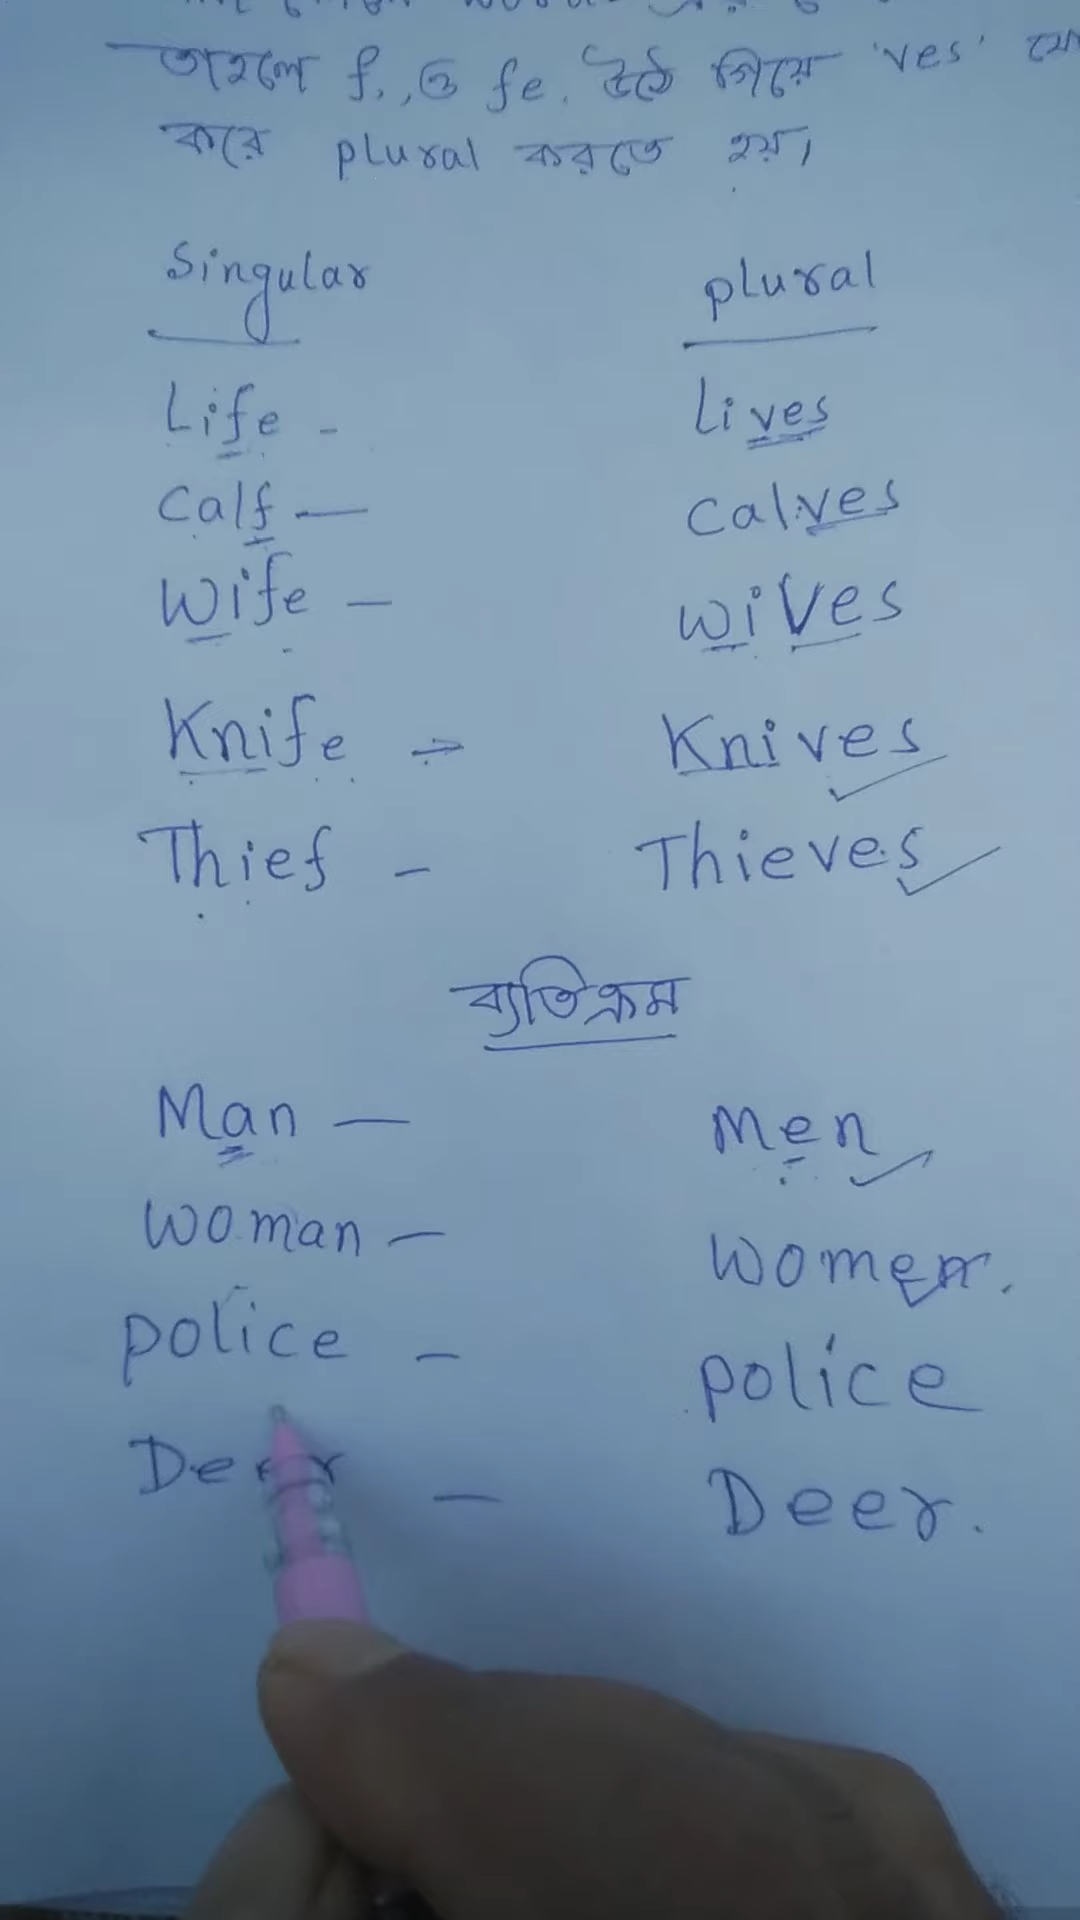 তাহলে f, ও fe. উঠে গিয়ে 'ves'
করে plural করতে হয়।
Singular plural
Life - Lives
Calf — Calves
Wife — wives
Knife → Knives
Thief - Thieves
ব্যতিক্রম
Man — Men
Woman — Women.
police - police
Deer - Deer.